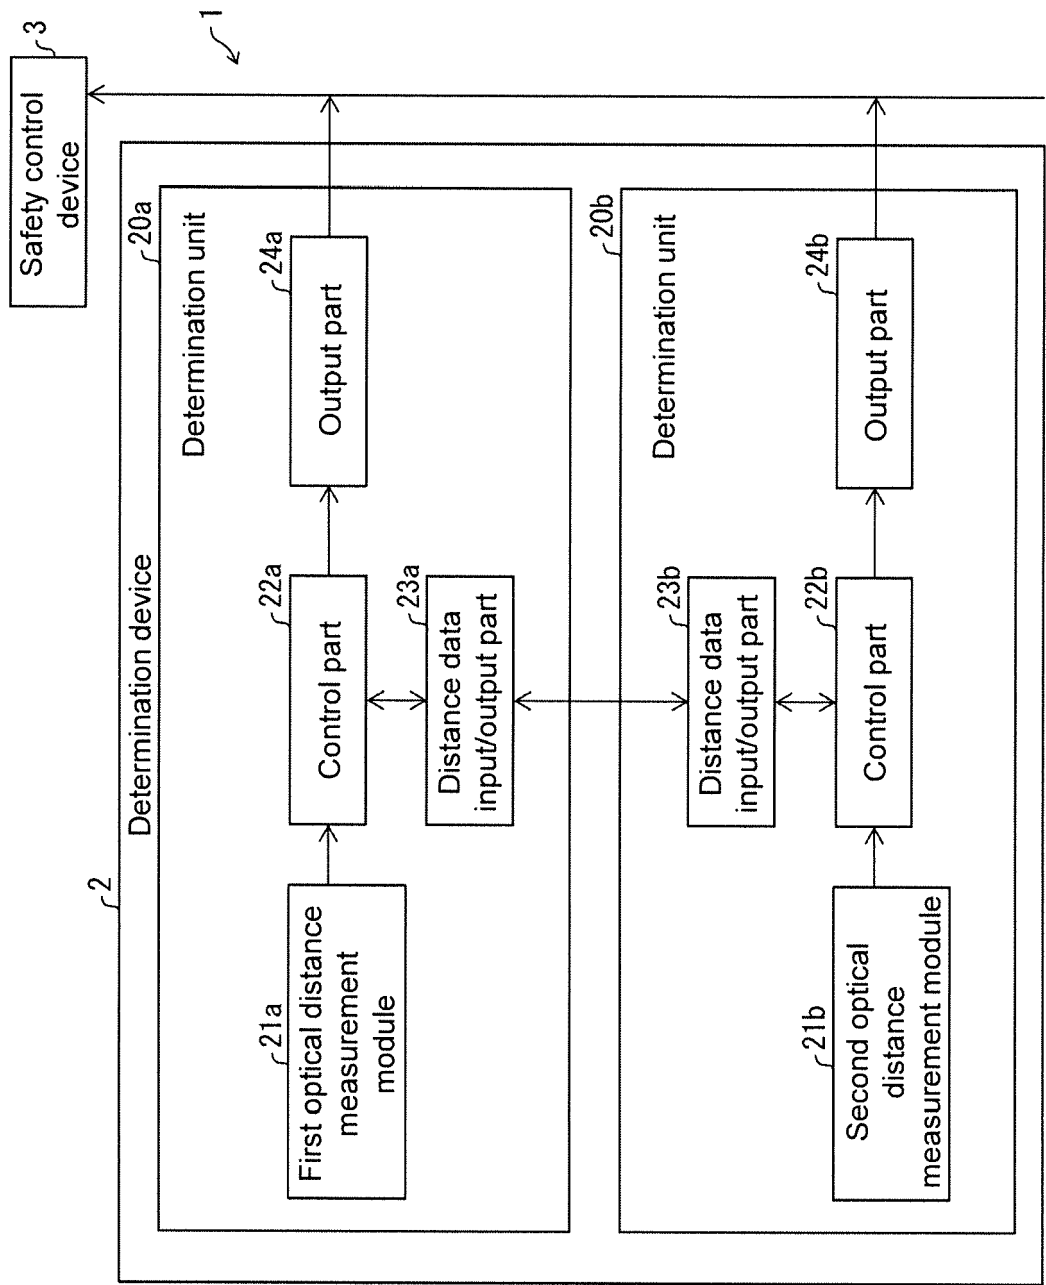 1
Safety control
device
3
2
Determination device
20a
Determination unit
21a
First optical distance
measurement
module
22a
Control part
24a
Output part
23a
Distance data
input/output part
20b
Determination unit
23b
Distance data
input/output part
21b
Second optical
distance
measurement module
22b
Control part
24b
Output part